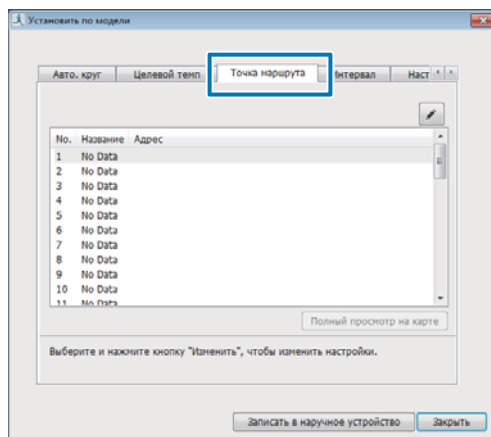 Установить по модели
Авто. круг Целевой темп Точка маршрута Интервал Наст
No. Название Адрес
1 No Data
2 No Data
3 No Data
4 No Data
5 No Data
6 No Data
7 No Data
8 No Data
9 No Data
10 No Data
11 No Data
Полный просмотр на карте
Выберите и нажмите кнопку "Изменить", чтобы изменить настройки.
Записать в наручное устройство Закрыть